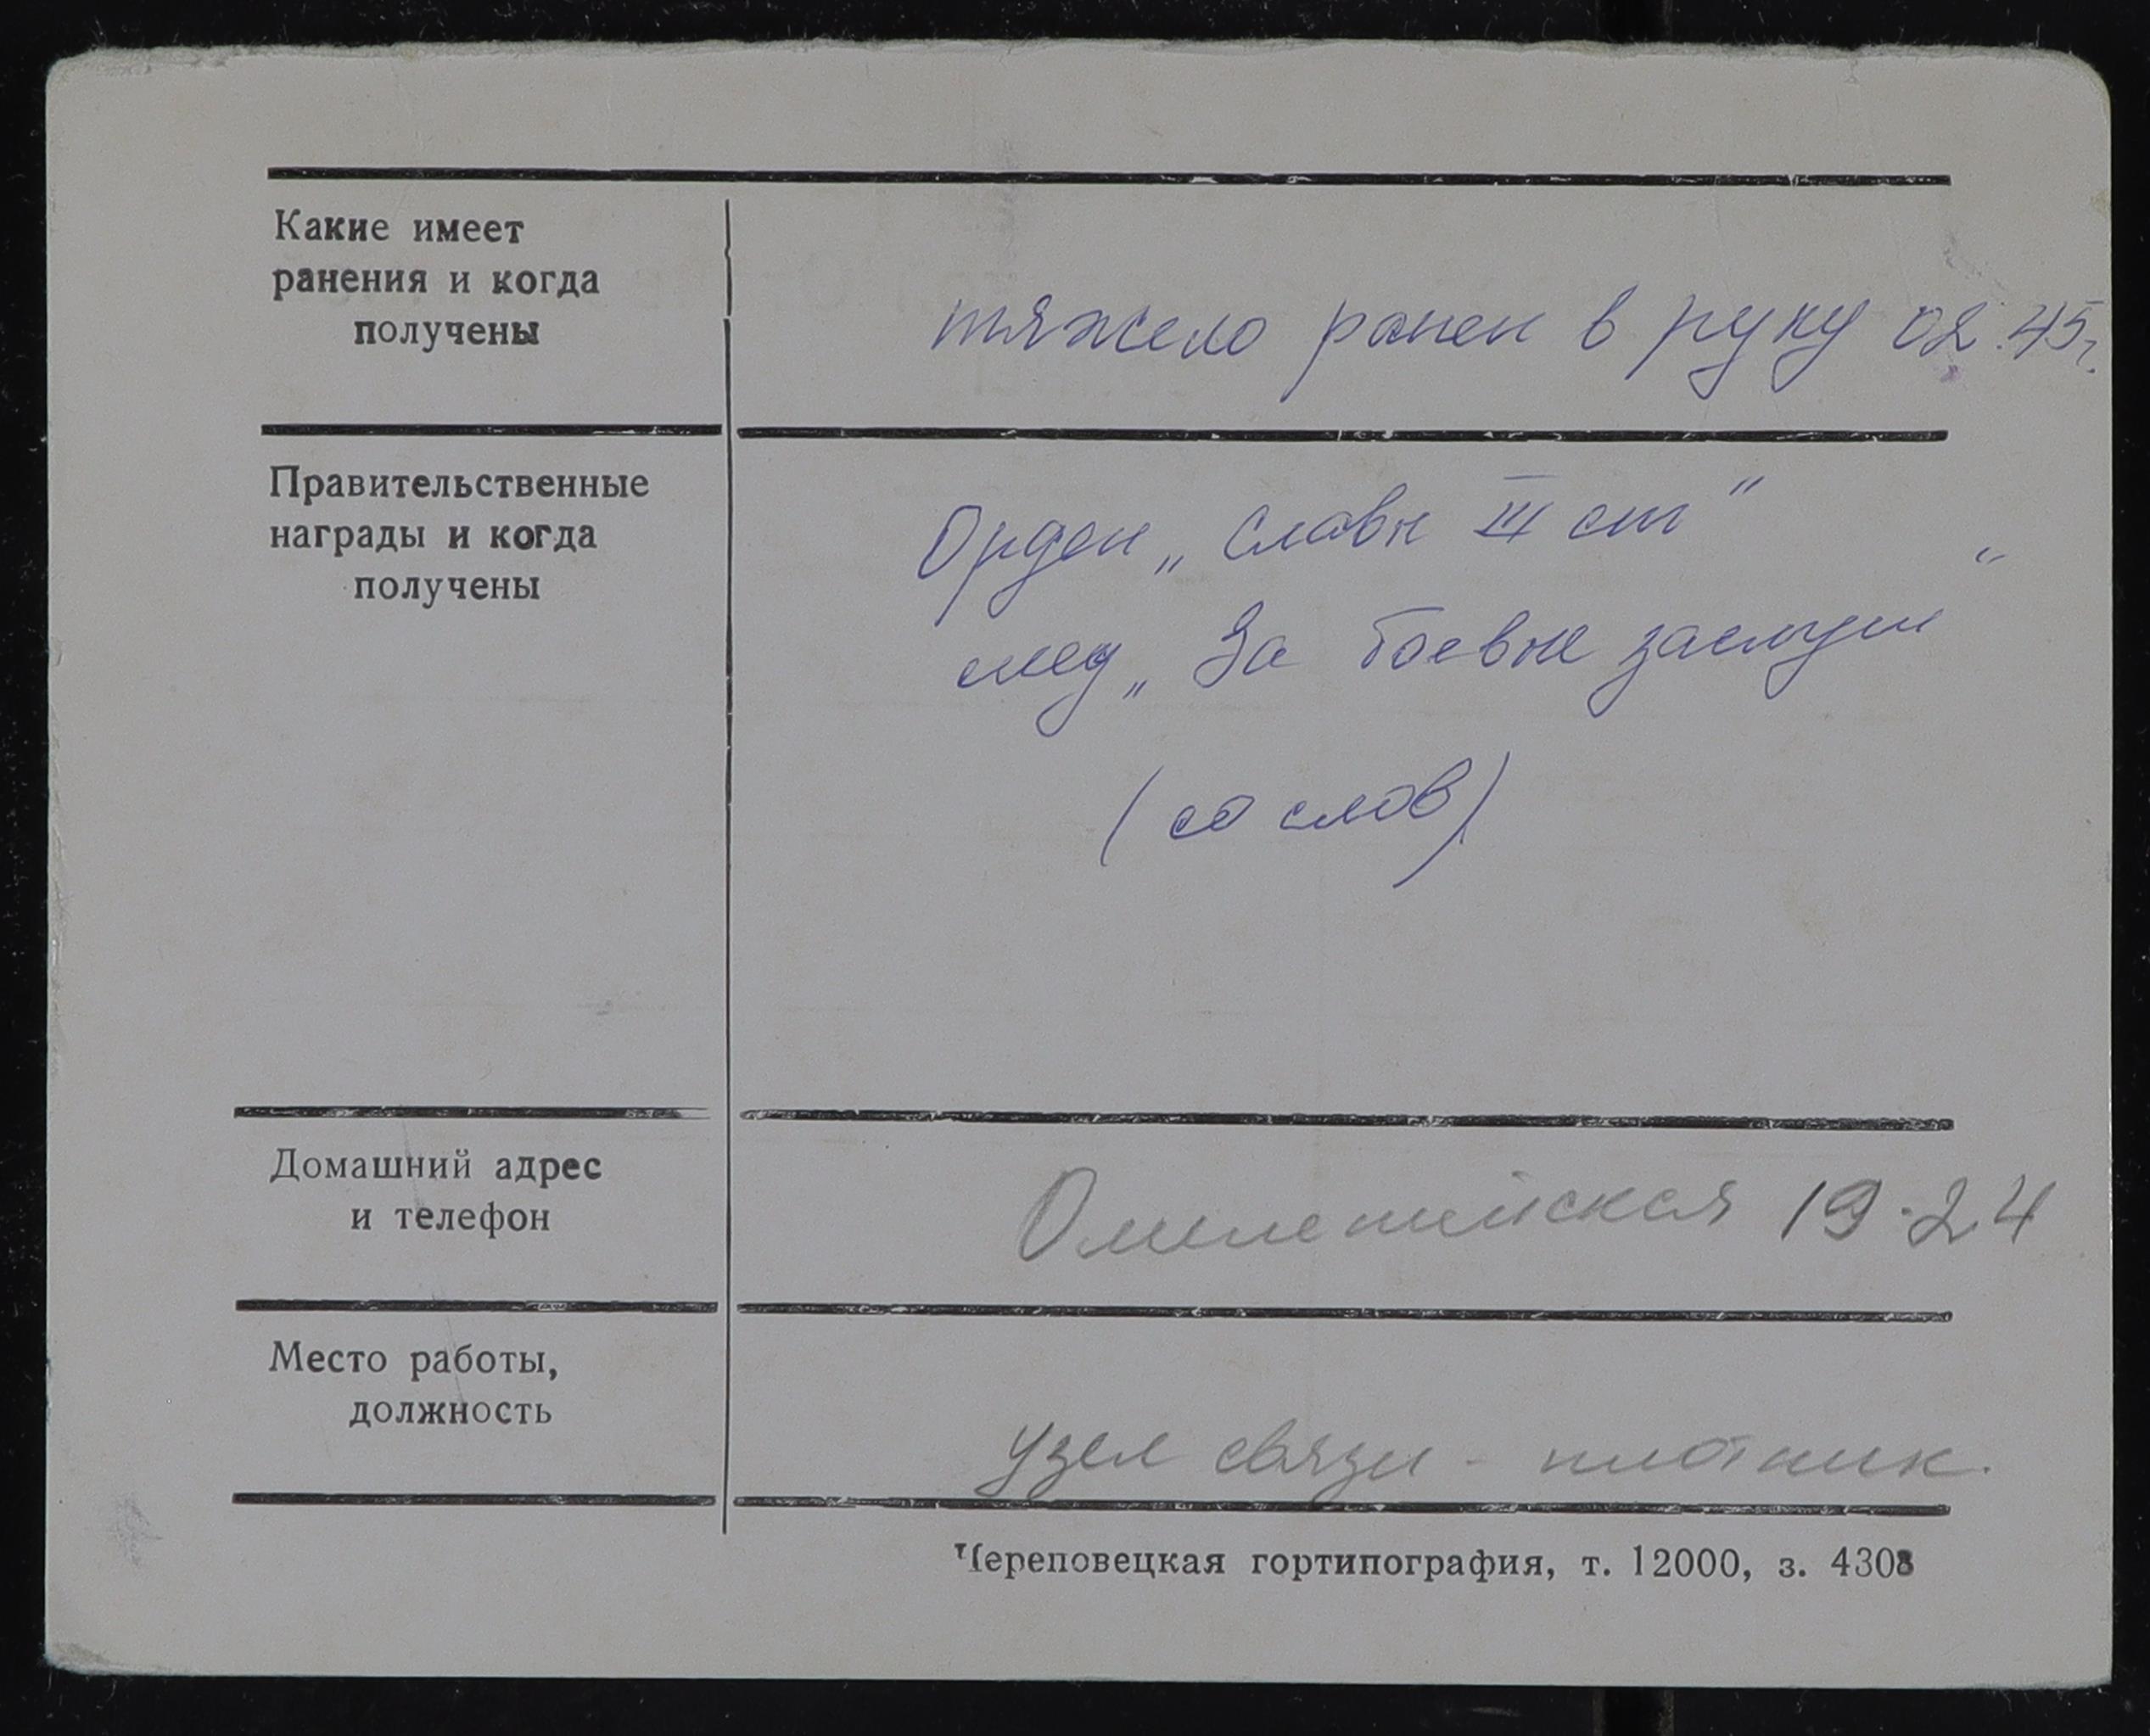 Какие имеет
ранения и когда
получены
тяжело ранен в руку 02.45г.
Правительственные
награды и когда
получены
Орден „Славы III ст"
мед „За боевые заслуги"
(со слов)
Домашний адрес
и телефон
19-24
Место работы,
должность
узел связи - плотник.
Череповецкая гортипография, т. 12000, з. 4308